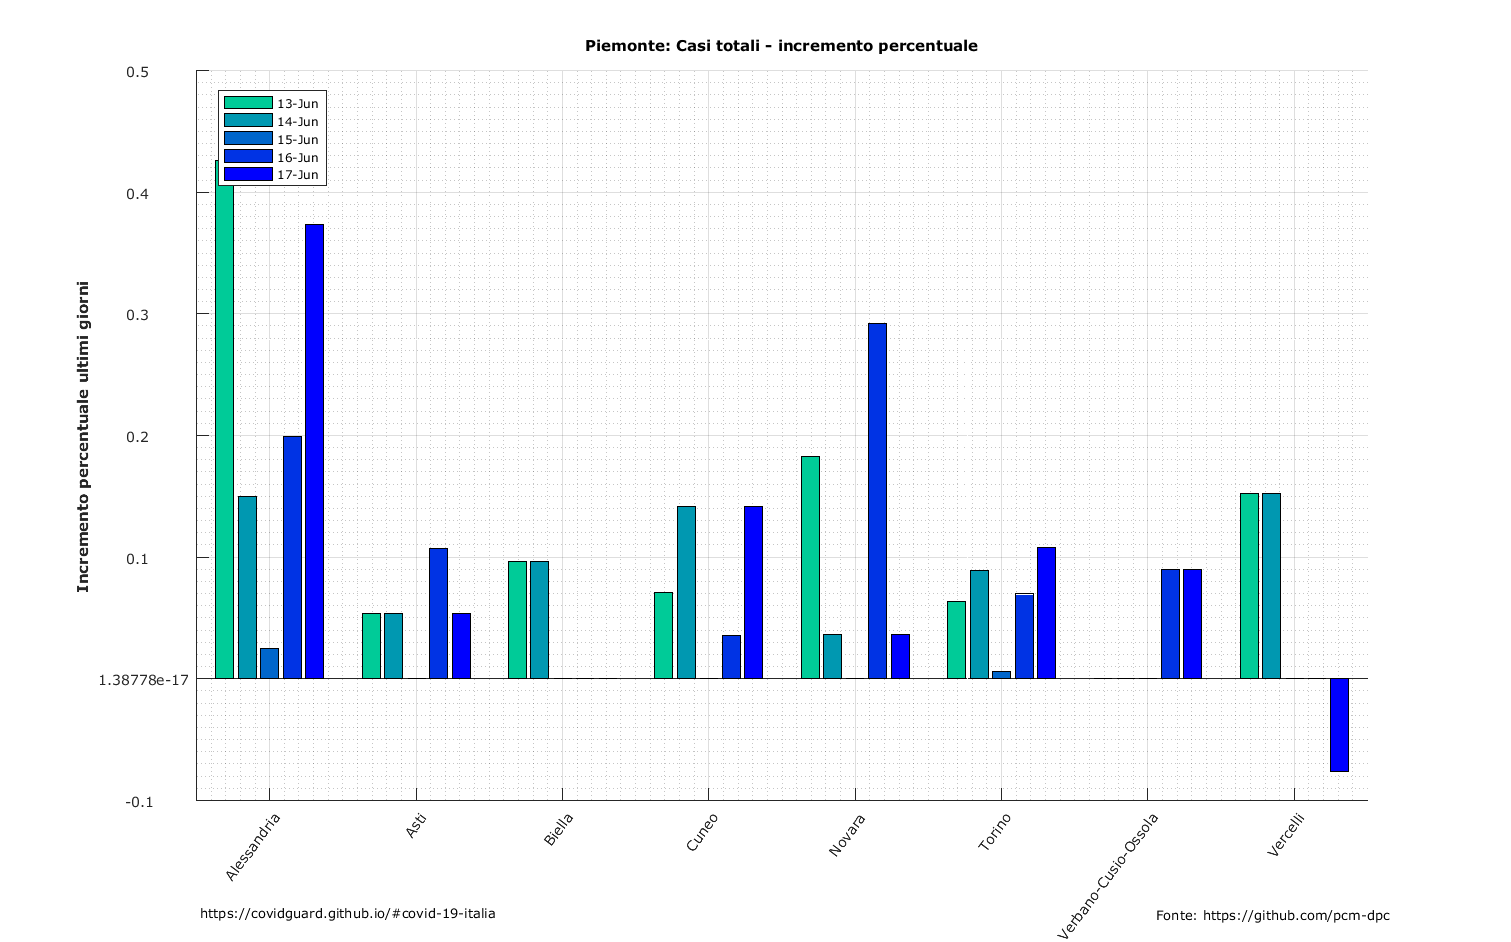 Piemonte: Casi totali - incremento percentuale
0.5
13-Jun
14-Jun
15-Jun
16-Jun
17-Jun
0.4
0.3
0.2
0.1
1.38778e-17
-0.1
Incremento percentuale ultimi giorni
Alessandria
Asti
Biella
Cuneo
Novara
Torino
Verbano-Cusio-Ossola
Vercelli
https://covidguard.github.io/#covid-19-italia
Fonte: https://github.com/pcm-dpc